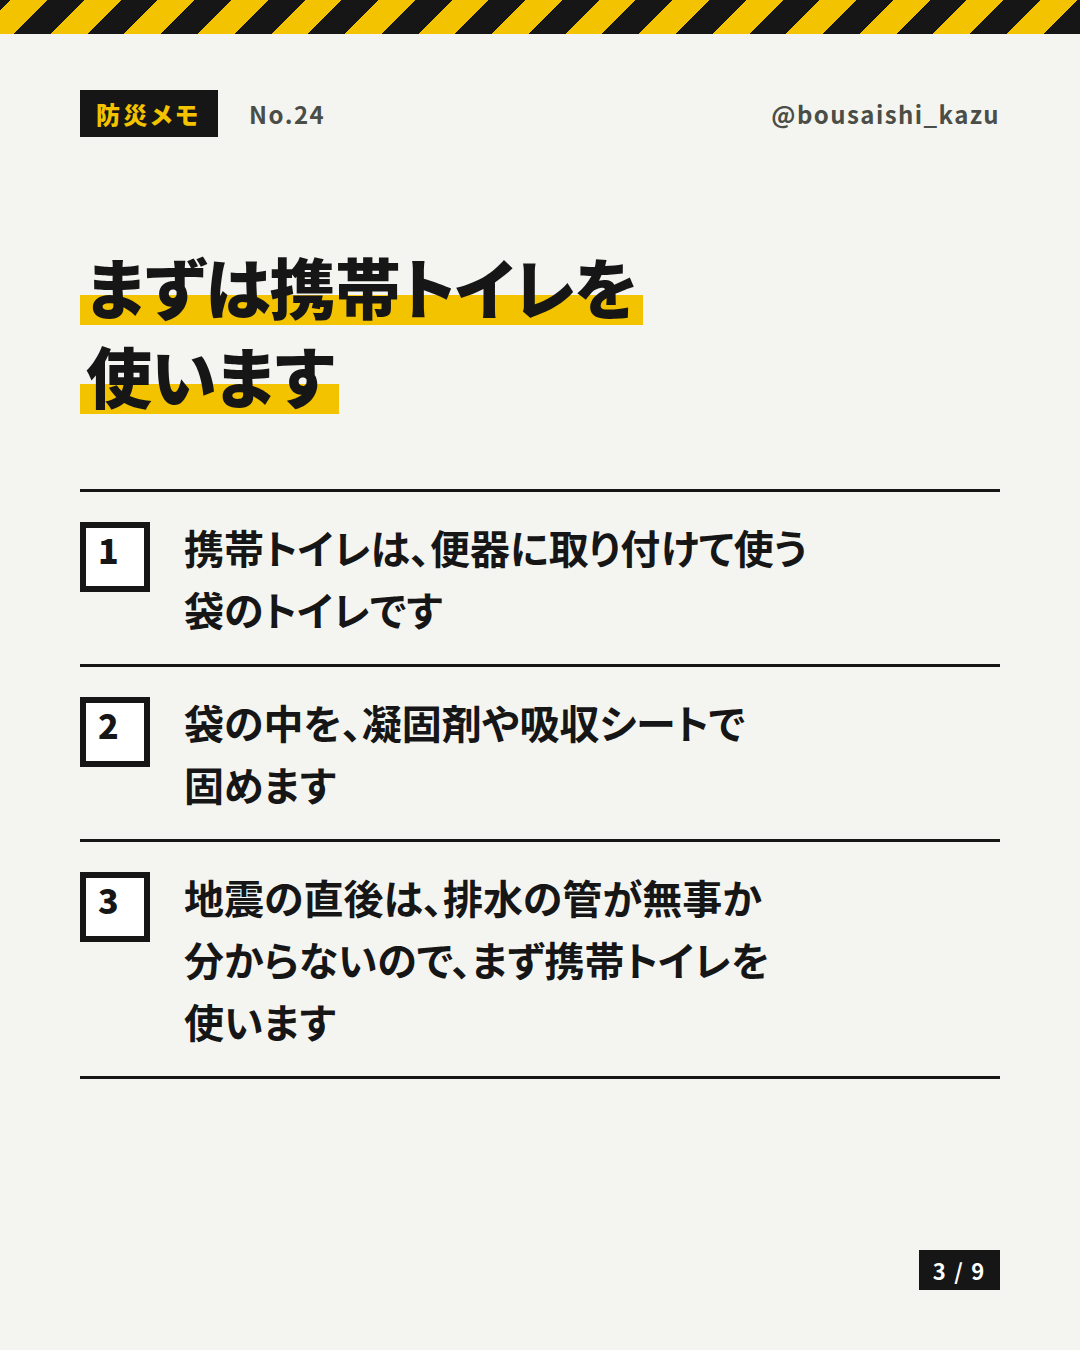 防災メモ No.24 @bousaishi_kazu
まずは携帯トイレを
使います
1 携帯トイレは、便器に取り付けて使う
袋のトイレです
2 袋の中を、凝固剤や吸収シートで
固めます
3 地震の直後は、排水の管が無事か
分からないので、まず携帯トイレを
使います
3 / 9